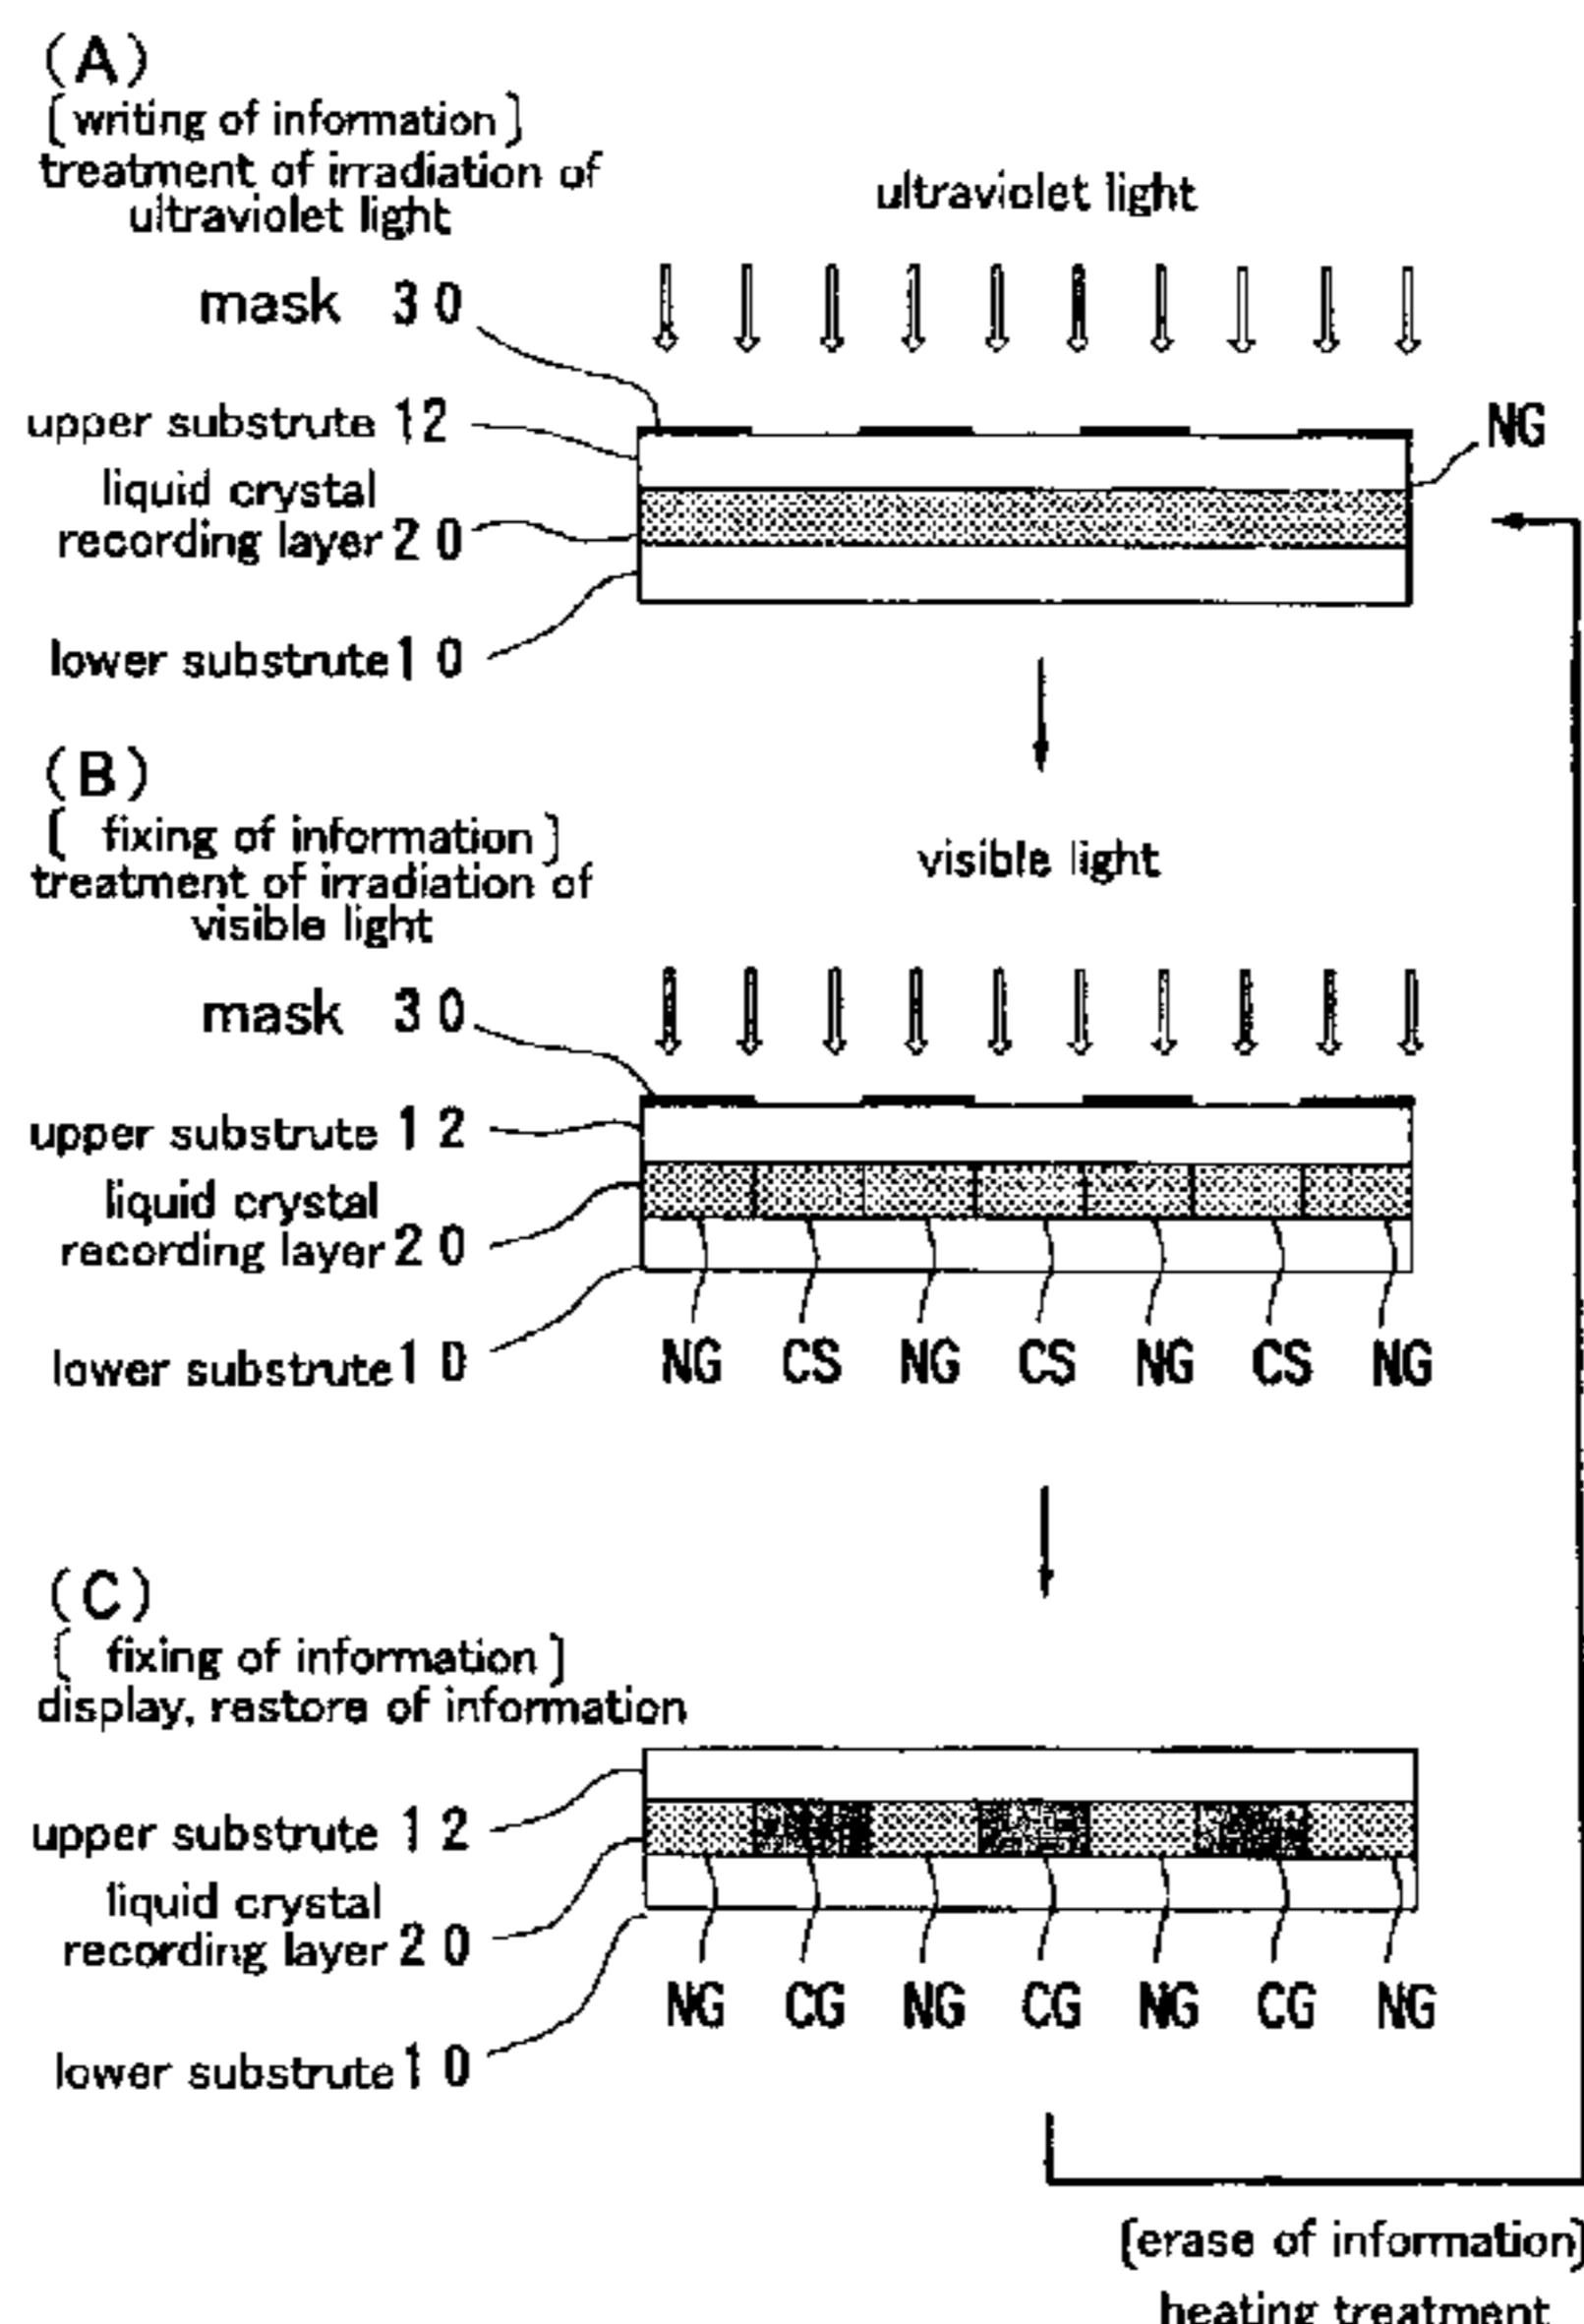 (A)
[writing of information]
treatment of irradiation of
ultraviolet light
ultraviolet light
mask 30
upper substrute 12
NG
liquid crystal
recording layer 20
lower substrute 10
(B)
[ fixing of information]
treatment of irradiation of
visible light
visible light
mask 30
upper substrute 12
liquid crystal
recording layer 20
lower substrute 10
NG CS NG CS NG CS NG
(C)
[ fixing of information]
display, restore of information
upper substrute 12
liquid crystal
recording layer 20
NG CG NG CG NG CG NG
lower substrute 10
[erase of information]
heating treatment